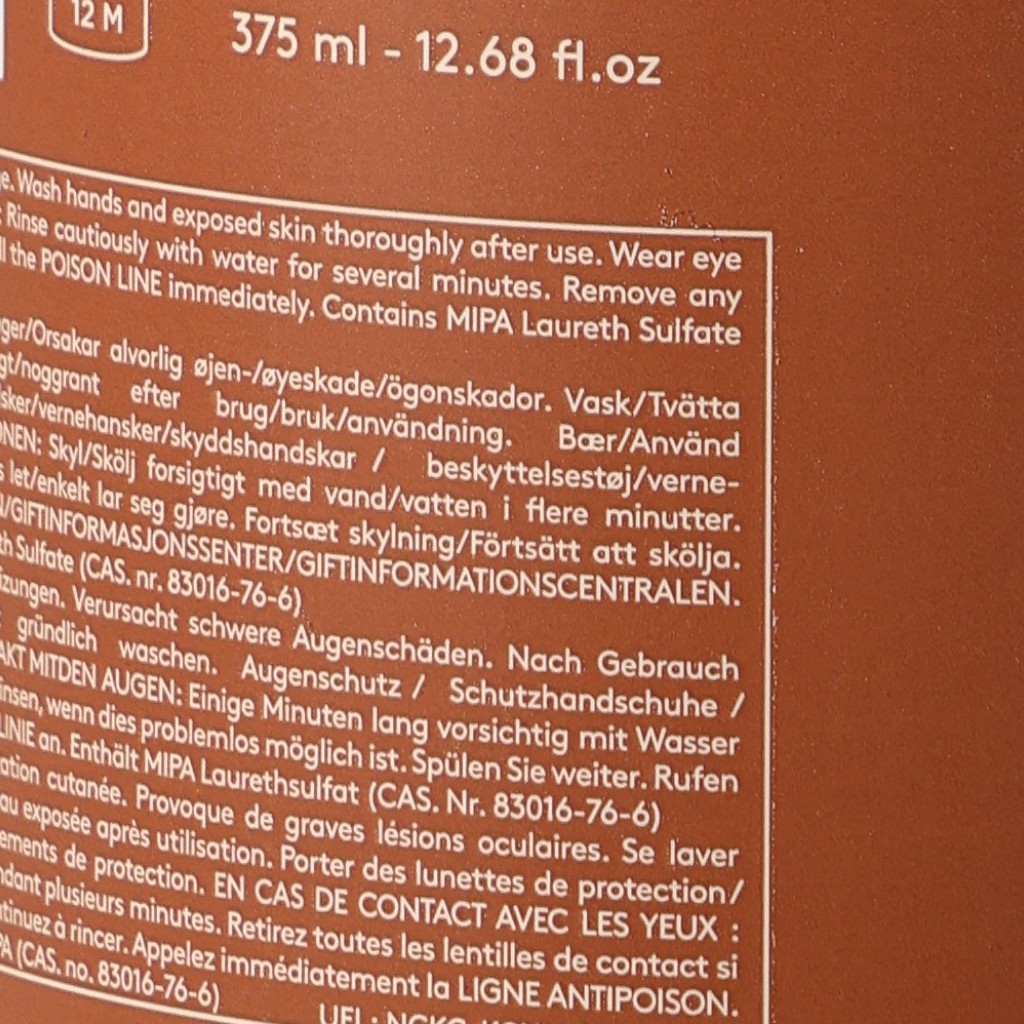 12 M
375 ml - 12.68 fl.oz
Wash hands and exposed skin thoroughly after use. Wear eye
Rinse cautiously with water for several minutes. Remove any
the POISON LINE immediately. Contains MIPA Laureth Sulfate
ger/Orsakar alvorlig øjen-/øyeskade/ögonskador. Vask/Tvätta
gt/noggrant efter brug/bruk/användning. Bær/Använd
sker/vernehansker/skyddshandskar / beskyttelsestøj/verne-
NEN: Skyl/Skölj forsigtigt med vand/vatten i flere minutter.
s let/enkelt lar seg gjøre. Fortsæt skylning/Förtsätt att skölja.
/GIFTINFORMASJONSSENTER/GIFTINFORMATIONSCENTRALEN.
th Sulfate (CAS. nr. 83016-76-6)
izungen. Verursacht schwere Augenschäden. Nach Gebrauch
gründlich waschen. Augenschutz / Schutzhandschuhe /
AKT MITDEN AUGEN: Einige Minuten lang vorsichtig mit Wasser
insen, wenn dies problemlos möglich ist. Spülen Sie weiter. Rufen
LINIE an. Enthält MIPA Laurethsulfat (CAS. Nr. 83016-76-6)
ation cutanée. Provoque de graves lésions oculaires. Se laver
au exposée après utilisation. Porter des lunettes de protection/
ements de protection. EN CAS DE CONTACT AVEC LES YEUX :
ndant plusieurs minutes. Retirez toutes les lentilles de contact si
tinuez à rincer. Appelez immédiatement la LIGNE ANTIPOISON.
PA (CAS. no. 83016-76-6)
UFI :